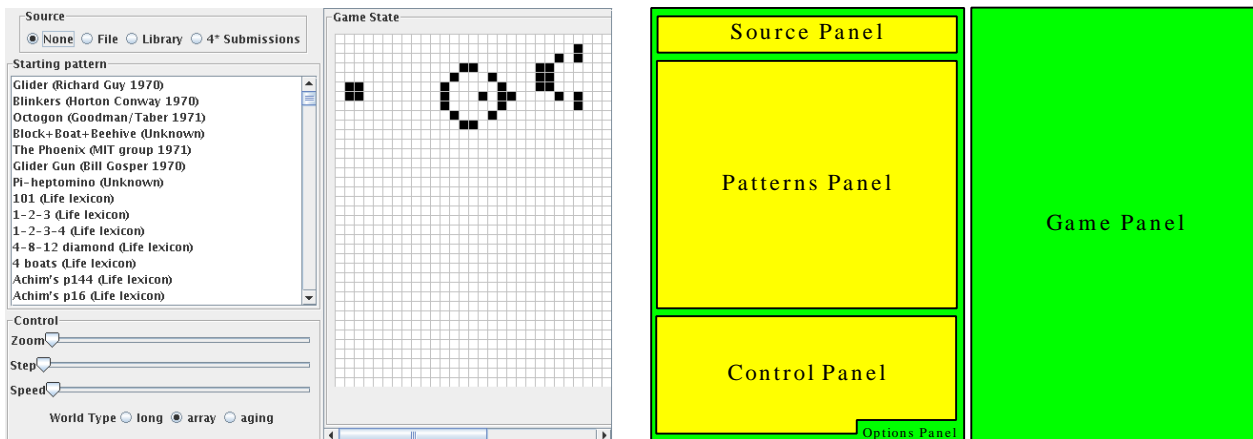 Source
None File Library 4* Submissions
Starting pattern
Glider (Richard Guy 1970)
Blinkers (Horton Conway 1970)
Octogon (Goodman/Taber 1971)
Block+Boat+Beehive (Unknown)
The Phoenix (MIT group 1971)
Glider Gun (Bill Gosper 1970)
Pi-heptomino (Unknown)
101 (Life lexicon)
1-2-3 (Life lexicon)
1-2-3-4 (Life lexicon)
4-8-12 diamond (Life lexicon)
4 boats (Life lexicon)
Achim's p144 (Life lexicon)
Achim's p16 (Life lexicon)
Control
Zoom
Step
Speed
World Type long array aging
Game State
Source Panel
Patterns Panel
Control Panel
Options Panel
Game Panel